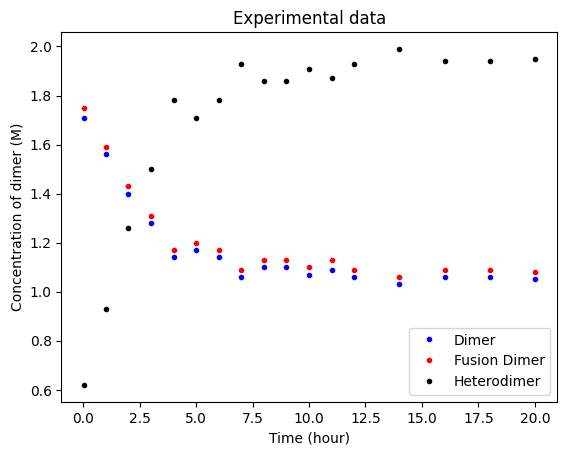 Experimental data
Concentration of dimer (M)
2.0
1.8
1.6
1.4
1.2
1.0
0.8
0.6
Dimer
Fusion Dimer
Heterodimer
0.0 2.5 5.0 7.5 10.0 12.5 15.0 17.5 20.0
Time (hour)